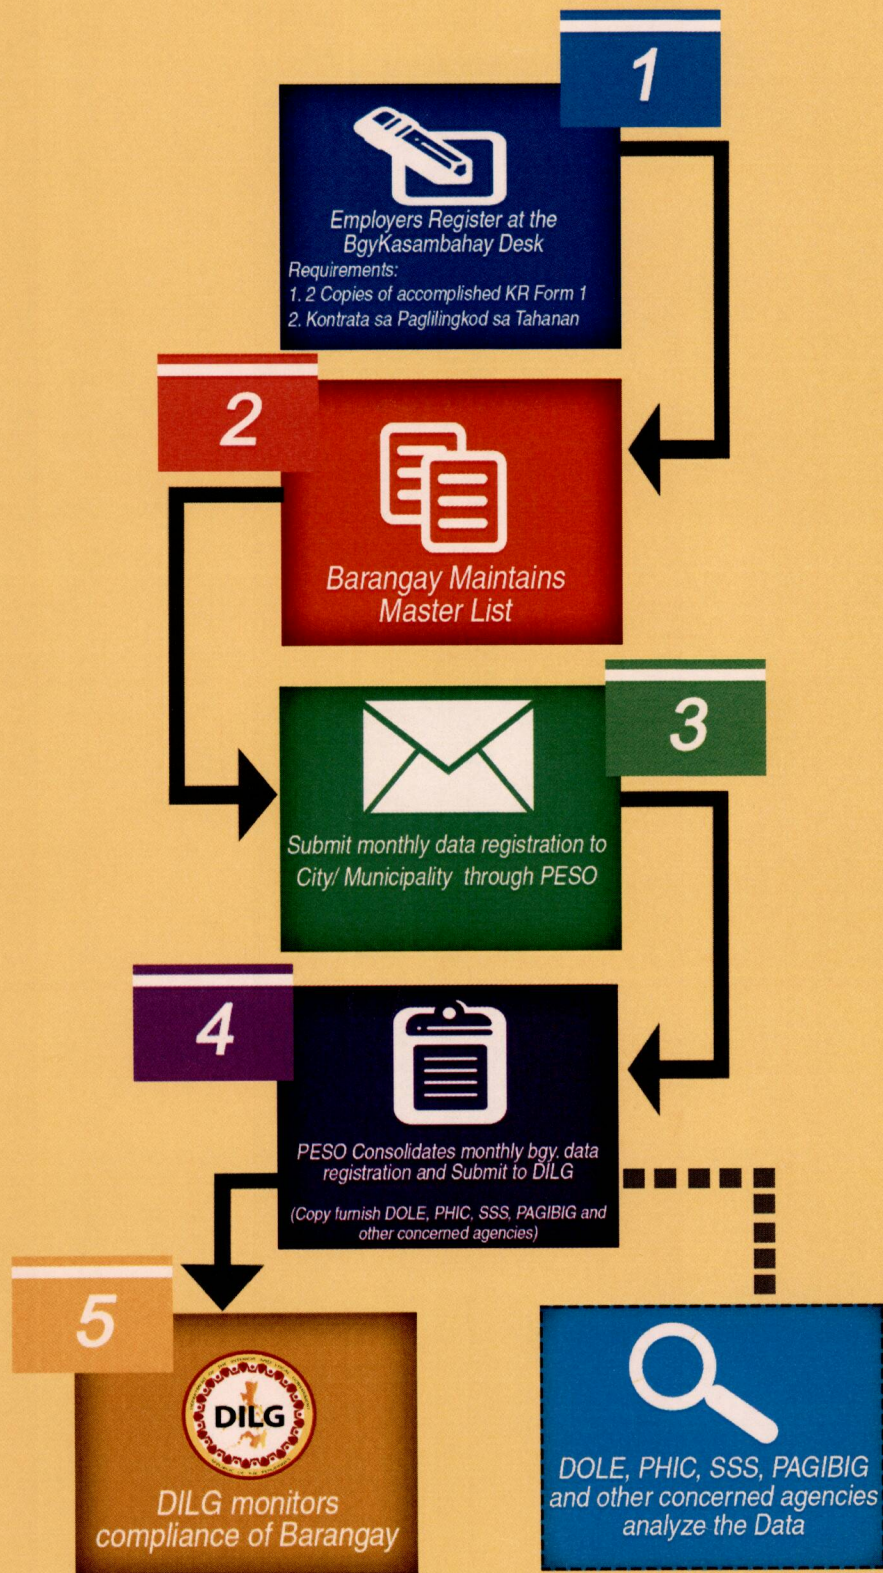 1
Employers Register at the
BgyKasambahay Desk
Requirements:
1. 2 Copies of accomplished KR Form 1
2. Kontrata sa Paglilingkod sa Tahanan
2
Barangay Maintains
Master List
3
Submit monthly data registration to
City/ Municipality through PESO
4
PESO Consolidates monthly bgy. data
registration and Submit to DILG
(Copy furnish DOLE, PHIC, SSS, PAGIBIG and
other concerned agencies)
5
DILG
DILG monitors
compliance of Barangay
DOLE, PHIC, SSS, PAGIBIG
and other concerned agencies
analyze the Data